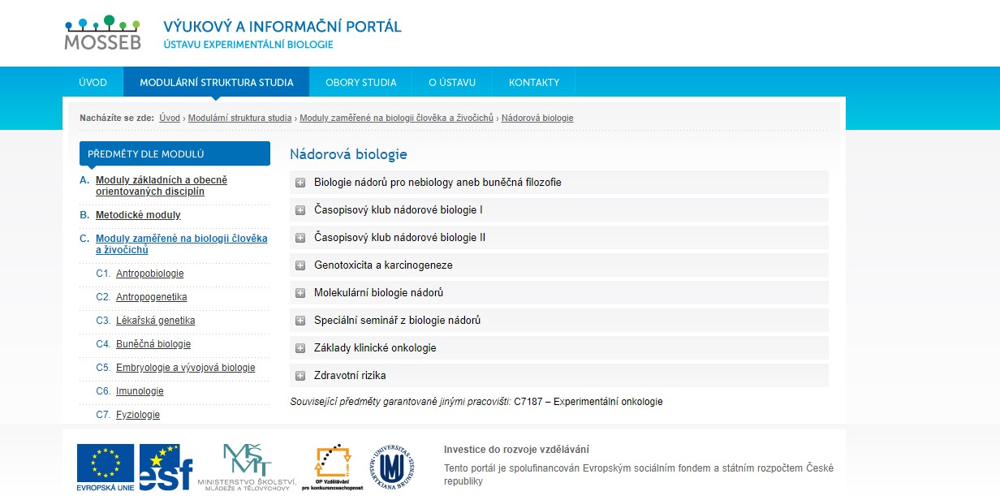 MOSSEB
VÝUKOVÝ A INFORMAČNÍ PORTÁL
ÚSTAVU EXPERIMENTÁLNÍ BIOLOGIE
ÚVOD
MODULÁRNÍ STRUKTURA STUDIA
OBORY STUDIA
O ÚSTAVU
KONTAKTY
Nacházíte se zde: Úvod › Modulární struktura studia › Moduly zaměřené na biologii člověka a živočichů › Nádorová biologie
PŘEDMĚTY DLE MODULŮ
A. Moduly základních a obecně
orientovaných disciplín
B. Metodické moduly
C. Moduly zaměřené na biologii člověka
a živočichů
C1. Antropobiologie
C2. Antropogenetika
C3. Lékařská genetika
C4. Buněčná biologie
C5. Embryologie a vývojová biologie
C6. Imunologie
C7. Fyziologie
Nádorová biologie
Biologie nádorů pro nebiology aneb buněčná filozofie
Časopisový klub nádorové biologie I
Časopisový klub nádorové biologie II
Genotoxicita a karcinogeneze
Molekulární biologie nádorů
Speciální seminář z biologie nádorů
Základy klinické onkologie
Zdravotní rizika
Související předměty garantované jinými pracovišti: C7187 – Experimentální onkologie
EVROPSKÁ UNIE
esf
MŠMT
MINISTERSTVO ŠKOLSTVÍ,
MLÁDEŽE A TĚLOVÝCHOVY
OP Vzdělávání
pro konkurenceschopnost
UNIVERSITAS MASARYKIANA BRUNENSIS
Investice do rozvoje vzdělávání
Tento portál je spolufinancován Evropským sociálním fondem a státním rozpočtem České
republiky